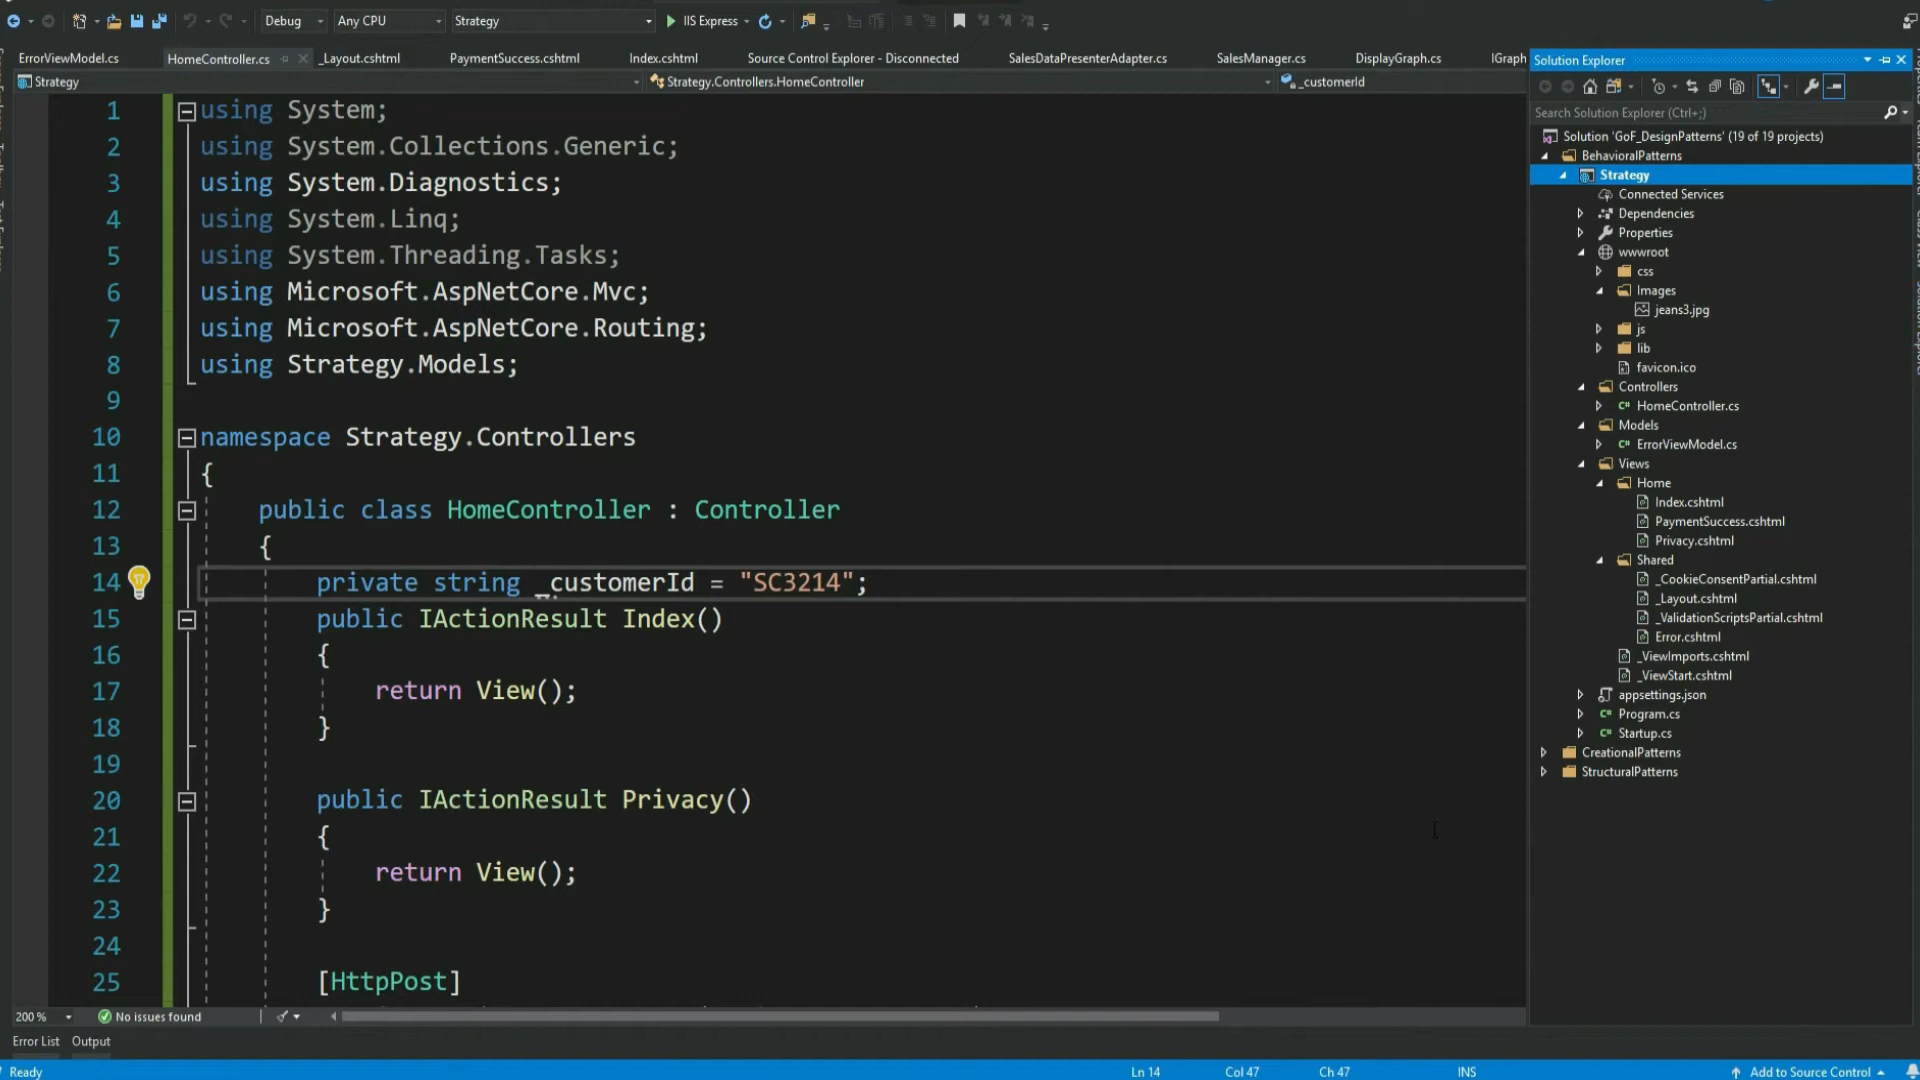 Debug Any CPU Strategy IIS Express
ErrorViewModel.cs HomeController.cs _Layout.cshtml PaymentSuccess.cshtml Index.cshtml Source Control Explorer - Disconnected SalesDataPresenterAdapter.cs SalesManager.cs DisplayGraph.cs IGraph
Strategy Strategy.Controllers.HomeController _customerId
1 using System;
2 using System.Collections.Generic;
3 using System.Diagnostics;
4 using System.Linq;
5 using System.Threading.Tasks;
6 using Microsoft.AspNetCore.Mvc;
7 using Microsoft.AspNetCore.Routing;
8 using Strategy.Models;
9
10 namespace Strategy.Controllers
11 {
12 public class HomeController : Controller
13 {
14 private string _customerId = "SC3214";
15 public IActionResult Index()
16 {
17 return View();
18 }
19
20 public IActionResult Privacy()
21 {
22 return View();
23 }
24
25 [HttpPost]
200 % No issues found
Error List Output
Ready Ln 14 Col 47 Ch 47 INS Add to Source Control
Solution Explorer
Search Solution Explorer (Ctrl+;)
Solution 'GoF_DesignPatterns' (19 of 19 projects)
BehavioralPatterns
Strategy
Connected Services
Dependencies
Properties
wwwroot
css
Images
jeans3.jpg
js
lib
favicon.ico
Controllers
C# HomeController.cs
Models
C# ErrorViewModel.cs
Views
Home
Index.cshtml
PaymentSuccess.cshtml
Privacy.cshtml
Shared
_CookieConsentPartial.cshtml
_Layout.cshtml
_ValidationScriptsPartial.cshtml
Error.cshtml
_ViewImports.cshtml
_ViewStart.cshtml
appsettings.json
C# Program.cs
C# Startup.cs
CreationalPatterns
StructuralPatterns